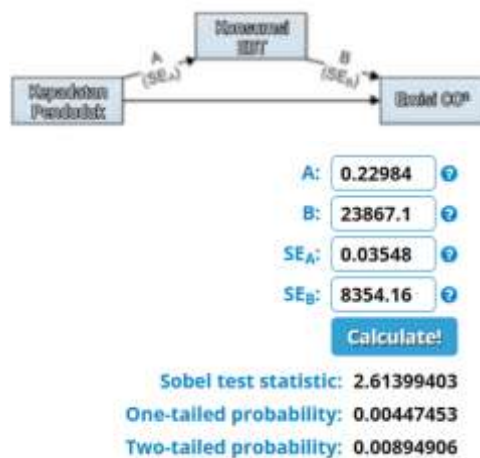 Konsumsi
EBT
A
(SEA)
B
(SEB)
Kepadatan
Penduduk
Emisi CO²
A: 0.22984 ?
B: 23867.1 ?
SEA: 0.03548 ?
SEB: 8354.16 ?
Calculate!
Sobel test statistic: 2.61399403
One-tailed probability: 0.00447453
Two-tailed probability: 0.00894906